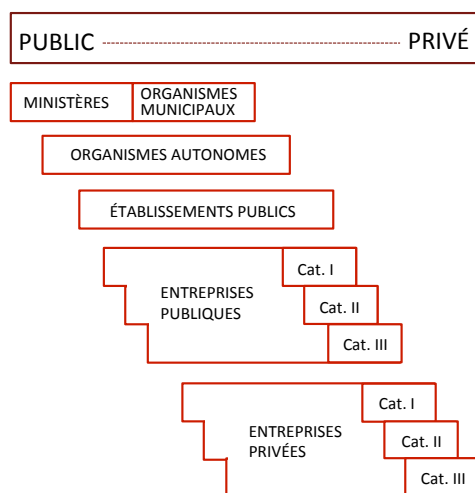 PUBLIC PRIVÉ
MINISTÈRES
ORGANISMES
MUNICIPAUX
ORGANISMES AUTONOMES
ÉTABLISSEMENTS PUBLICS
Cat. I
ENTREPRISES
PUBLIQUES
Cat. II
Cat. III
Cat. I
ENTREPRISES
PRIVÉES
Cat. II
Cat. III